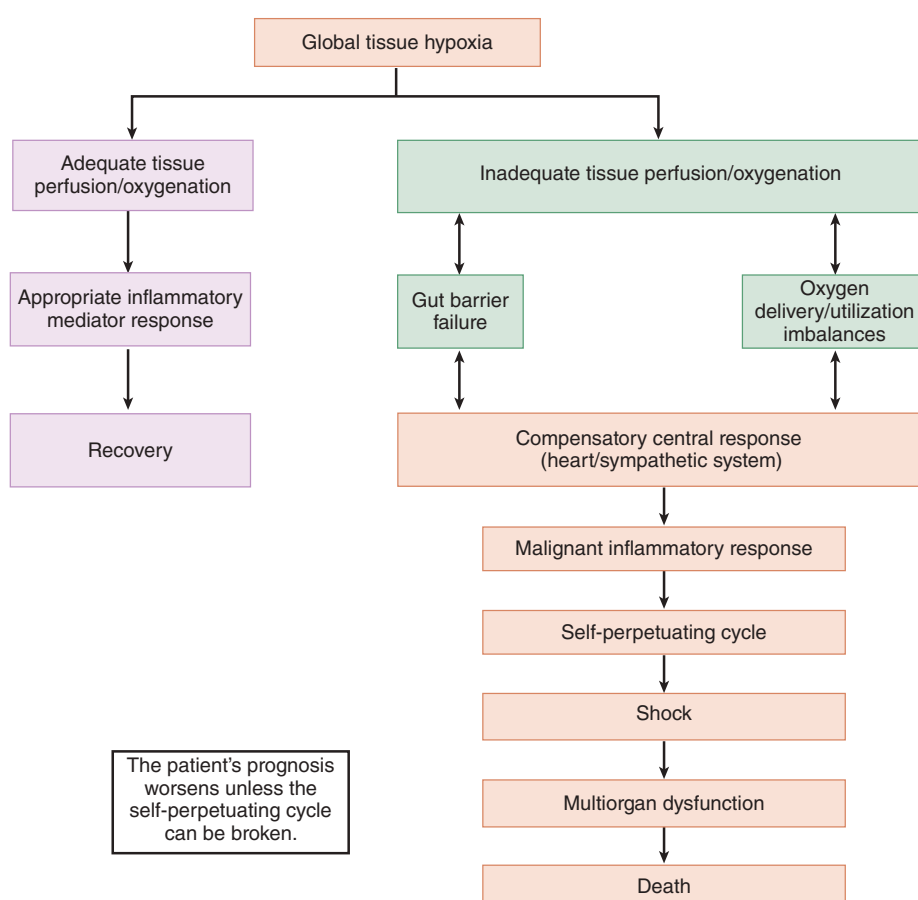 Global tissue hypoxia
Adequate tissue
perfusion/oxygenation
Inadequate tissue perfusion/oxygenation
Appropriate inflammatory
mediator response
Gut barrier
failure
Oxygen
delivery/utilization
imbalances
Recovery
Compensatory central response
(heart/sympathetic system)
Malignant inflammatory response
Self-perpetuating cycle
Shock
The patient's prognosis
worsens unless the
self-perpetuating cycle
can be broken.
Multiorgan dysfunction
Death